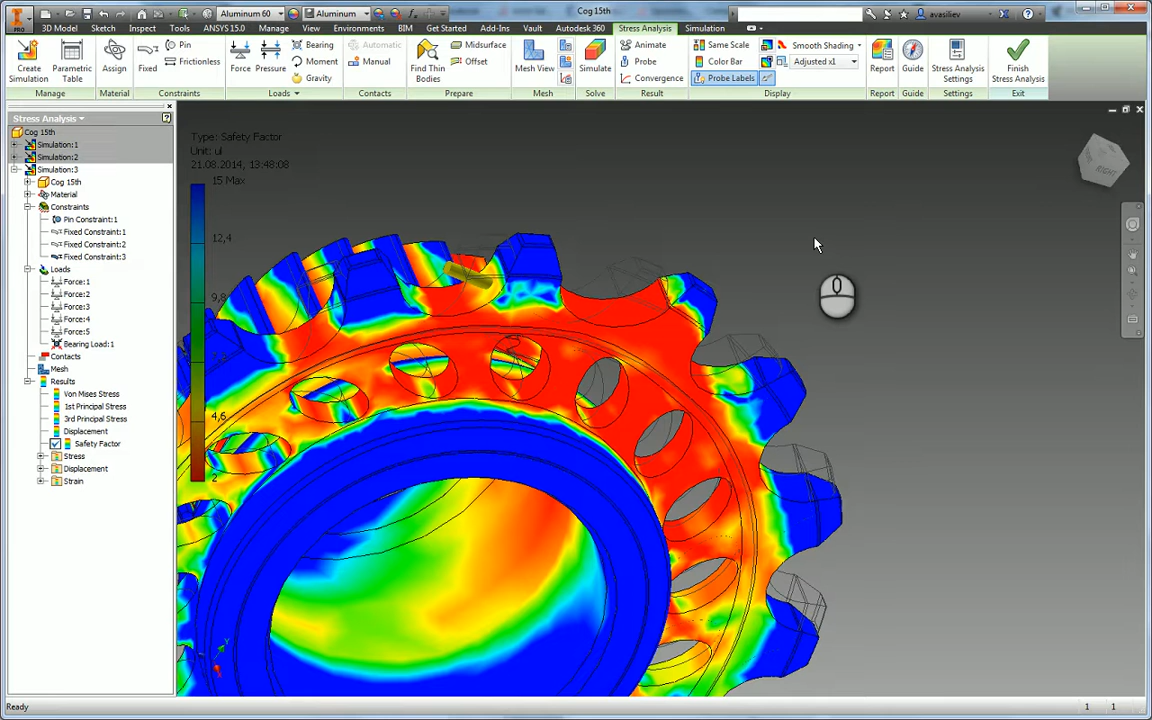 PRO
Aluminum 60
Aluminum
Cog 15th
avasiliev
3D Model
Sketch
Inspect
Tools
ANSYS 15.0
Manage
View
Environments
BIM
Get Started
Add-Ins
Vault
Autodesk 360
Stress Analysis
Simulation
Create Simulation
Parametric Table
Assign
Fixed
Pin
Frictionless
Force
Pressure
Bearing
Moment
Gravity
Automatic
Manual
Find Thin Bodies
Midsurface
Offset
Mesh View
Simulate
Animate
Probe
Convergence
Same Scale
Color Bar
Probe Labels
Smooth Shading
Adjusted x1
Report
Guide
Stress Analysis Settings
Finish Stress Analysis
Manage
Material
Constraints
Loads
Contacts
Prepare
Mesh
Solve
Result
Display
Report
Guide
Settings
Exit
Stress Analysis
Cog 15th
Simulation:1
Simulation:2
Simulation:3
Cog 15th
Material
Constraints
Pin Constraint:1
Fixed Constraint:1
Fixed Constraint:2
Fixed Constraint:3
Loads
Force:1
Force:2
Force:3
Force:4
Force:5
Bearing Load:1
Contacts
Mesh
Results
Von Mises Stress
1st Principal Stress
3rd Principal Stress
Displacement
Safety Factor
Stress
Displacement
Strain
Type: Safety Factor
Unit: ul
21.08.2014, 13:48:08
15 Max
12,4
9,8
4,6
2
RIGHT
Ready
1
1